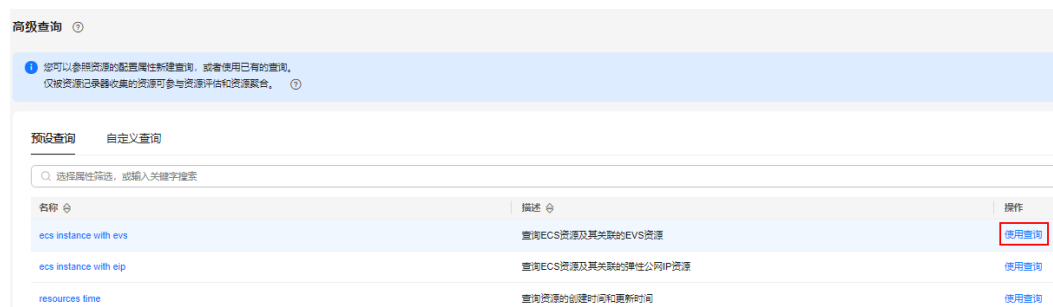 高级查询
您可以参照资源的配置属性新建查询，或者使用已有的查询。
仅被资源记录器收集的资源可参与资源评估和资源聚合。
预设查询 自定义查询
选择属性筛选，或输入关键字搜索
名称 描述 操作
ecs instance with evs 查询ECS资源及其关联的EVS资源 使用查询
ecs instance with eip 查询ECS资源及其关联的弹性公网IP资源 使用查询
resources time 查询资源的创建时间和更新时间 使用查询